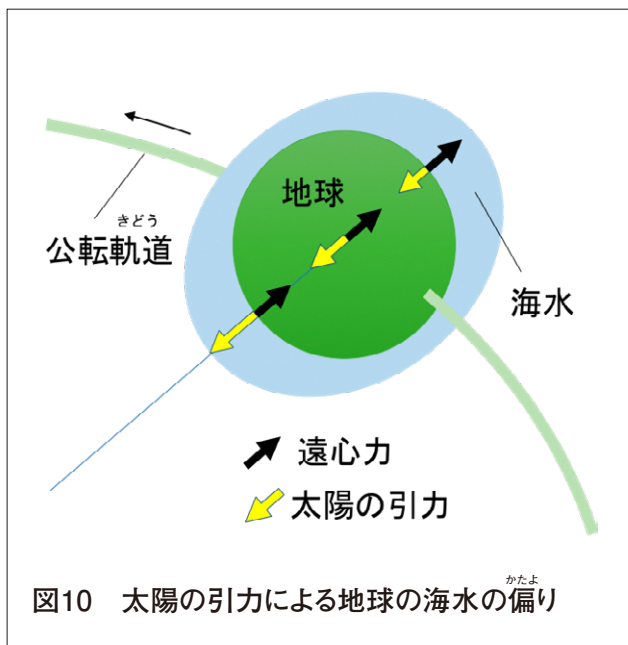 地球
きどう
公転軌道
海水
遠心力
太陽の引力
かたよ
図10　太陽の引力による地球の海水の偏り